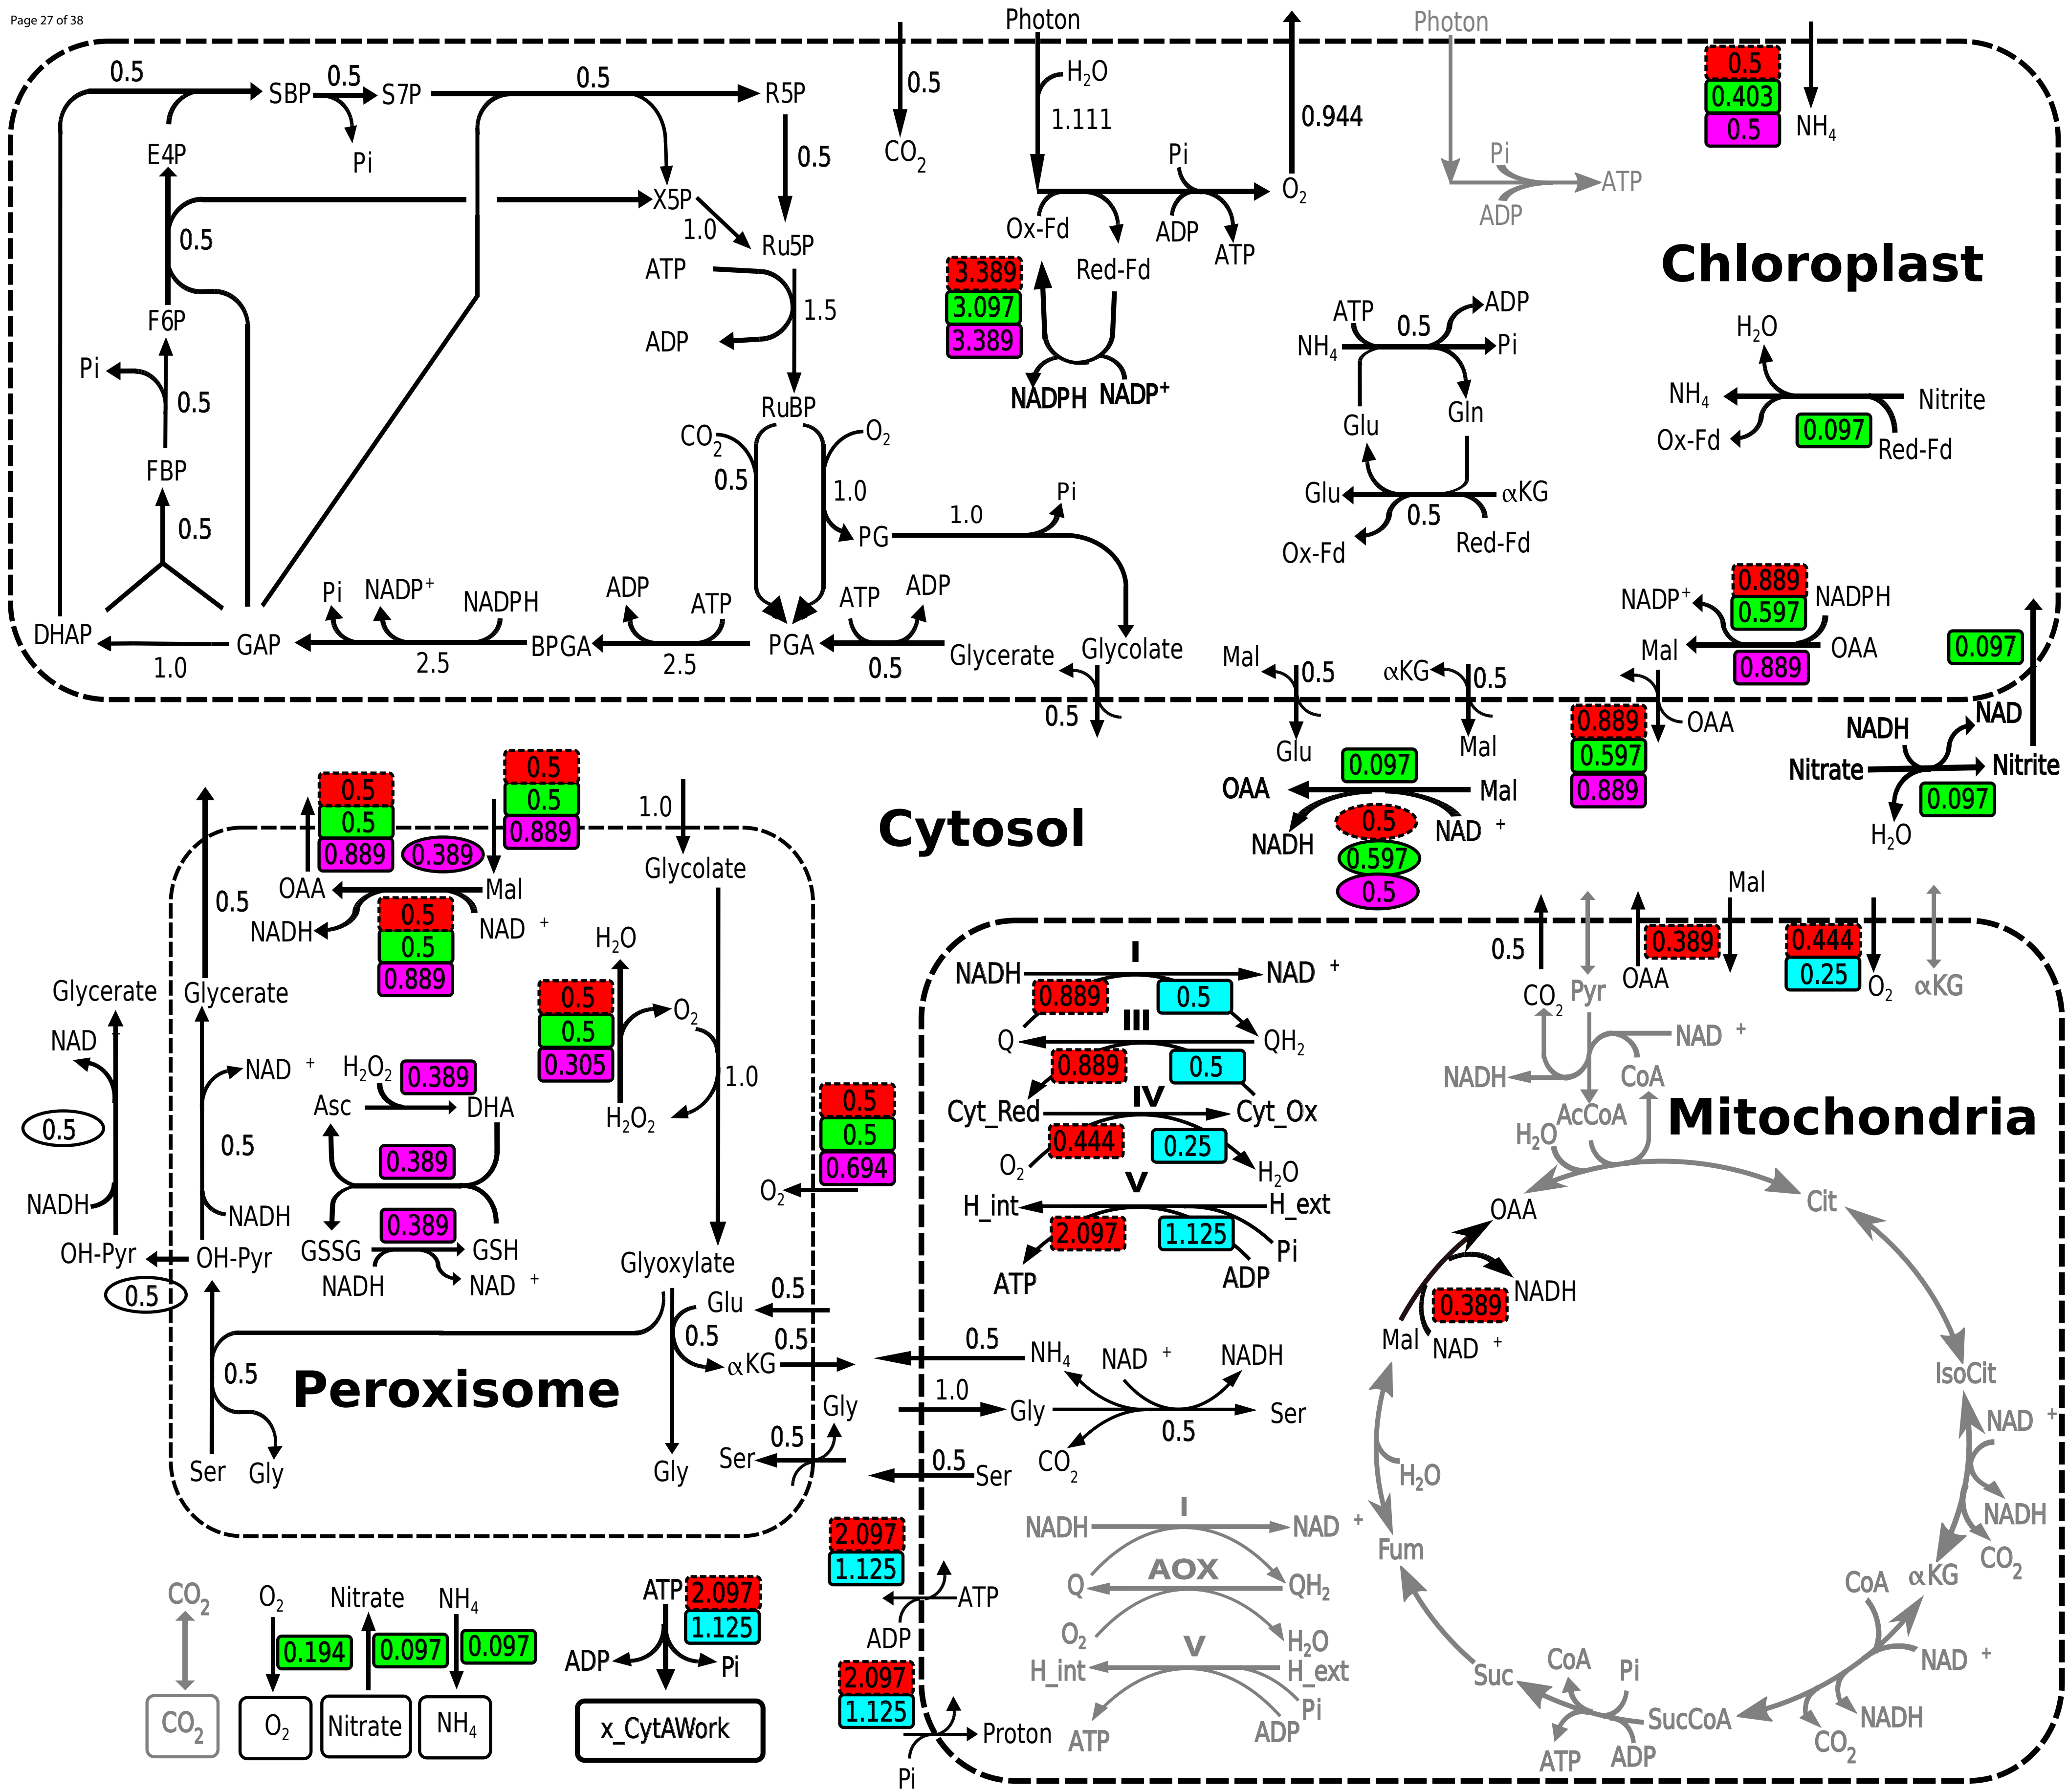 Page 27 of 38
Photon
Photon
0.5
0.5
0.5
0.5
H2O
1.111
0.944
0.5
0.403
0.5
NH4
SBP
S7P
R5P
CO2
Pi
E4P
Pi
0.5
O2
Pi
ATP
ADP
X5P
1.0
Ru5P
Ox-Fd
ADP
ATP
Red-Fd
0.5
ATP
ADP
1.5
3.389
3.097
3.389
NADPH
NADP+
Chloroplast
F6P
Pi
0.5
FBP
0.5
ATP
ADP
0.5
NH4
Pi
Glu
Gln
Glu
αKG
0.5
Ox-Fd
Red-Fd
H2O
NH4
Nitrite
Ox-Fd
0.097
Red-Fd
RuBP
CO2
O2
0.5
1.0
PG
1.0
Pi
DHAP
1.0
GAP
Pi
NADP+
NADPH
2.5
BPGA
ADP
ATP
2.5
PGA
ATP
ADP
0.5
Glycerate
Glycolate
0.5
Mal
0.5
Glu
αKG
0.5
Mal
NADP+
0.889
0.597
NADPH
Mal
OAA
0.889
0.889
0.597
0.889
OAA
0.097
NADH
NAD
Nitrate
Nitrite
0.097
H2O
0.097
OAA
Mal
NADH
NAD +
0.5
0.597
0.5
Cytosol
0.5
0.5
0.889
0.389
0.5
0.5
0.889
1.0
Glycolate
0.5
OAA
Mal
NADH
NAD +
0.5
0.5
0.889
Glycerate
Glycerate
NAD +
0.5
NADH
OH-Pyr
0.5
NAD +
0.5
NADH
OH-Pyr
H2O
0.5
0.5
0.305
O2
H2O2
1.0
H2O2
0.389
Asc
DHA
0.389
0.389
GSSG
GSH
NADH
NAD +
0.5
0.5
0.694
O2
Glyoxylate
Glu
0.5
0.5
αKG
0.5
0.5
Peroxisome
Ser
Gly
Gly
Ser
0.5
Gly
0.5
CO2
Pyr
OAA
0.389
Mal
0.444
0.25
O2
αKG
I
NADH
NAD +
0.889
0.5
III
Q
QH2
0.889
0.5
IV
Cyt_Red
Cyt_Ox
0.444
0.25
O2
H2O
V
H_int
H_ext
2.097
1.125
Pi
ATP
ADP
NAD +
NADH
CoA
AcCoA
H2O
Mitochondria
OAA
Cit
NADH
0.389
Mal
NAD +
IsoCit
NAD +
NADH
CO2
αKG
CoA
NAD +
NADH
CO2
SucCoA
Pi
CoA
ATP
ADP
Suc
Fum
H2O
0.5
NH4
NAD +
NADH
1.0
Gly
Ser
0.5
CO2
0.5
Ser
I
NADH
NAD +
AOX
Q
QH2
O2
H2O
V
H_int
H_ext
Pi
ATP
ADP
2.097
1.125
ATP
ADP
2.097
1.125
Proton
Pi
CO2
O2
Nitrate
NH4
0.194
0.097
0.097
CO2
O2
Nitrate
NH4
ATP
2.097
1.125
ADP
Pi
x_CytAWork